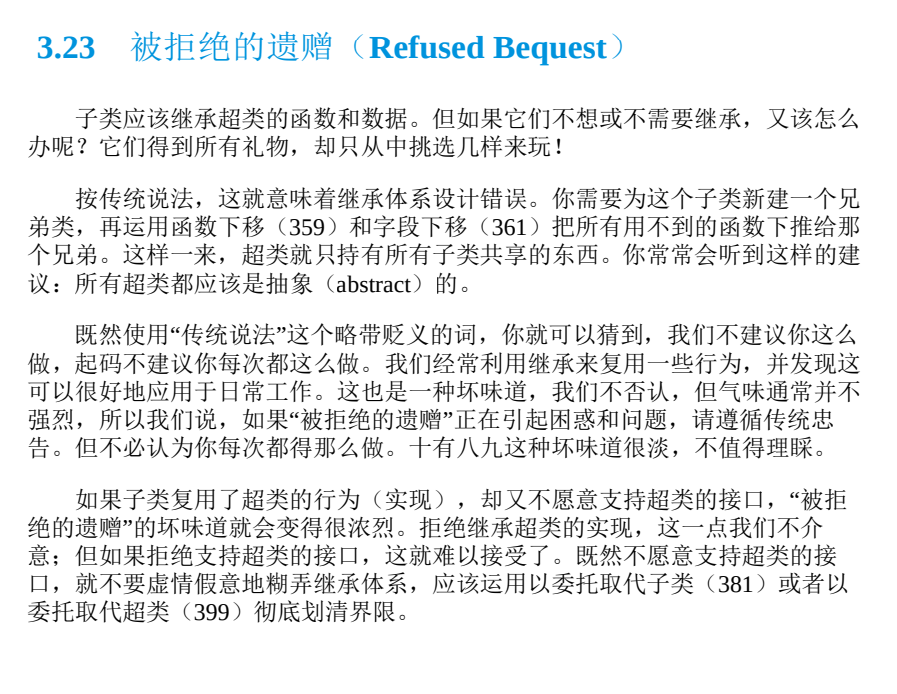 3.23 被拒绝的遗赠（Refused Bequest）
子类应该继承超类的函数和数据。但如果它们不想或不需要继承，又该怎么
办呢？它们得到所有礼物，却只从中挑选几样来玩！
按传统说法，这就意味着继承体系设计错误。你需要为这个子类新建一个兄
弟类，再运用函数下移（359）和字段下移（361）把所有用不到的函数下推给那
个兄弟。这样一来，超类就只持有所有子类共享的东西。你常常会听到这样的建
议：所有超类都应该是抽象（abstract）的。
既然使用“传统说法”这个略带贬义的词，你就可以猜到，我们不建议你这么
做，起码不建议你每次都这么做。我们经常利用继承来复用一些行为，并发现这
可以很好地应用于日常工作。这也是一种坏味道，我们不否认，但气味通常并不
强烈，所以我们说，如果“被拒绝的遗赠”正在引起困惑和问题，请遵循传统忠
告。但不必认为你每次都得那么做。十有八九这种坏味道很淡，不值得理睬。
如果子类复用了超类的行为（实现），却又不愿意支持超类的接口，“被拒
绝的遗赠”的坏味道就会变得很浓烈。拒绝继承超类的实现，这一点我们不介
意；但如果拒绝支持超类的接口，这就难以接受了。既然不愿意支持超类的接
口，就不要虚情假意地糊弄继承体系，应该运用以委托取代子类（381）或者以
委托取代超类（399）彻底划清界限。